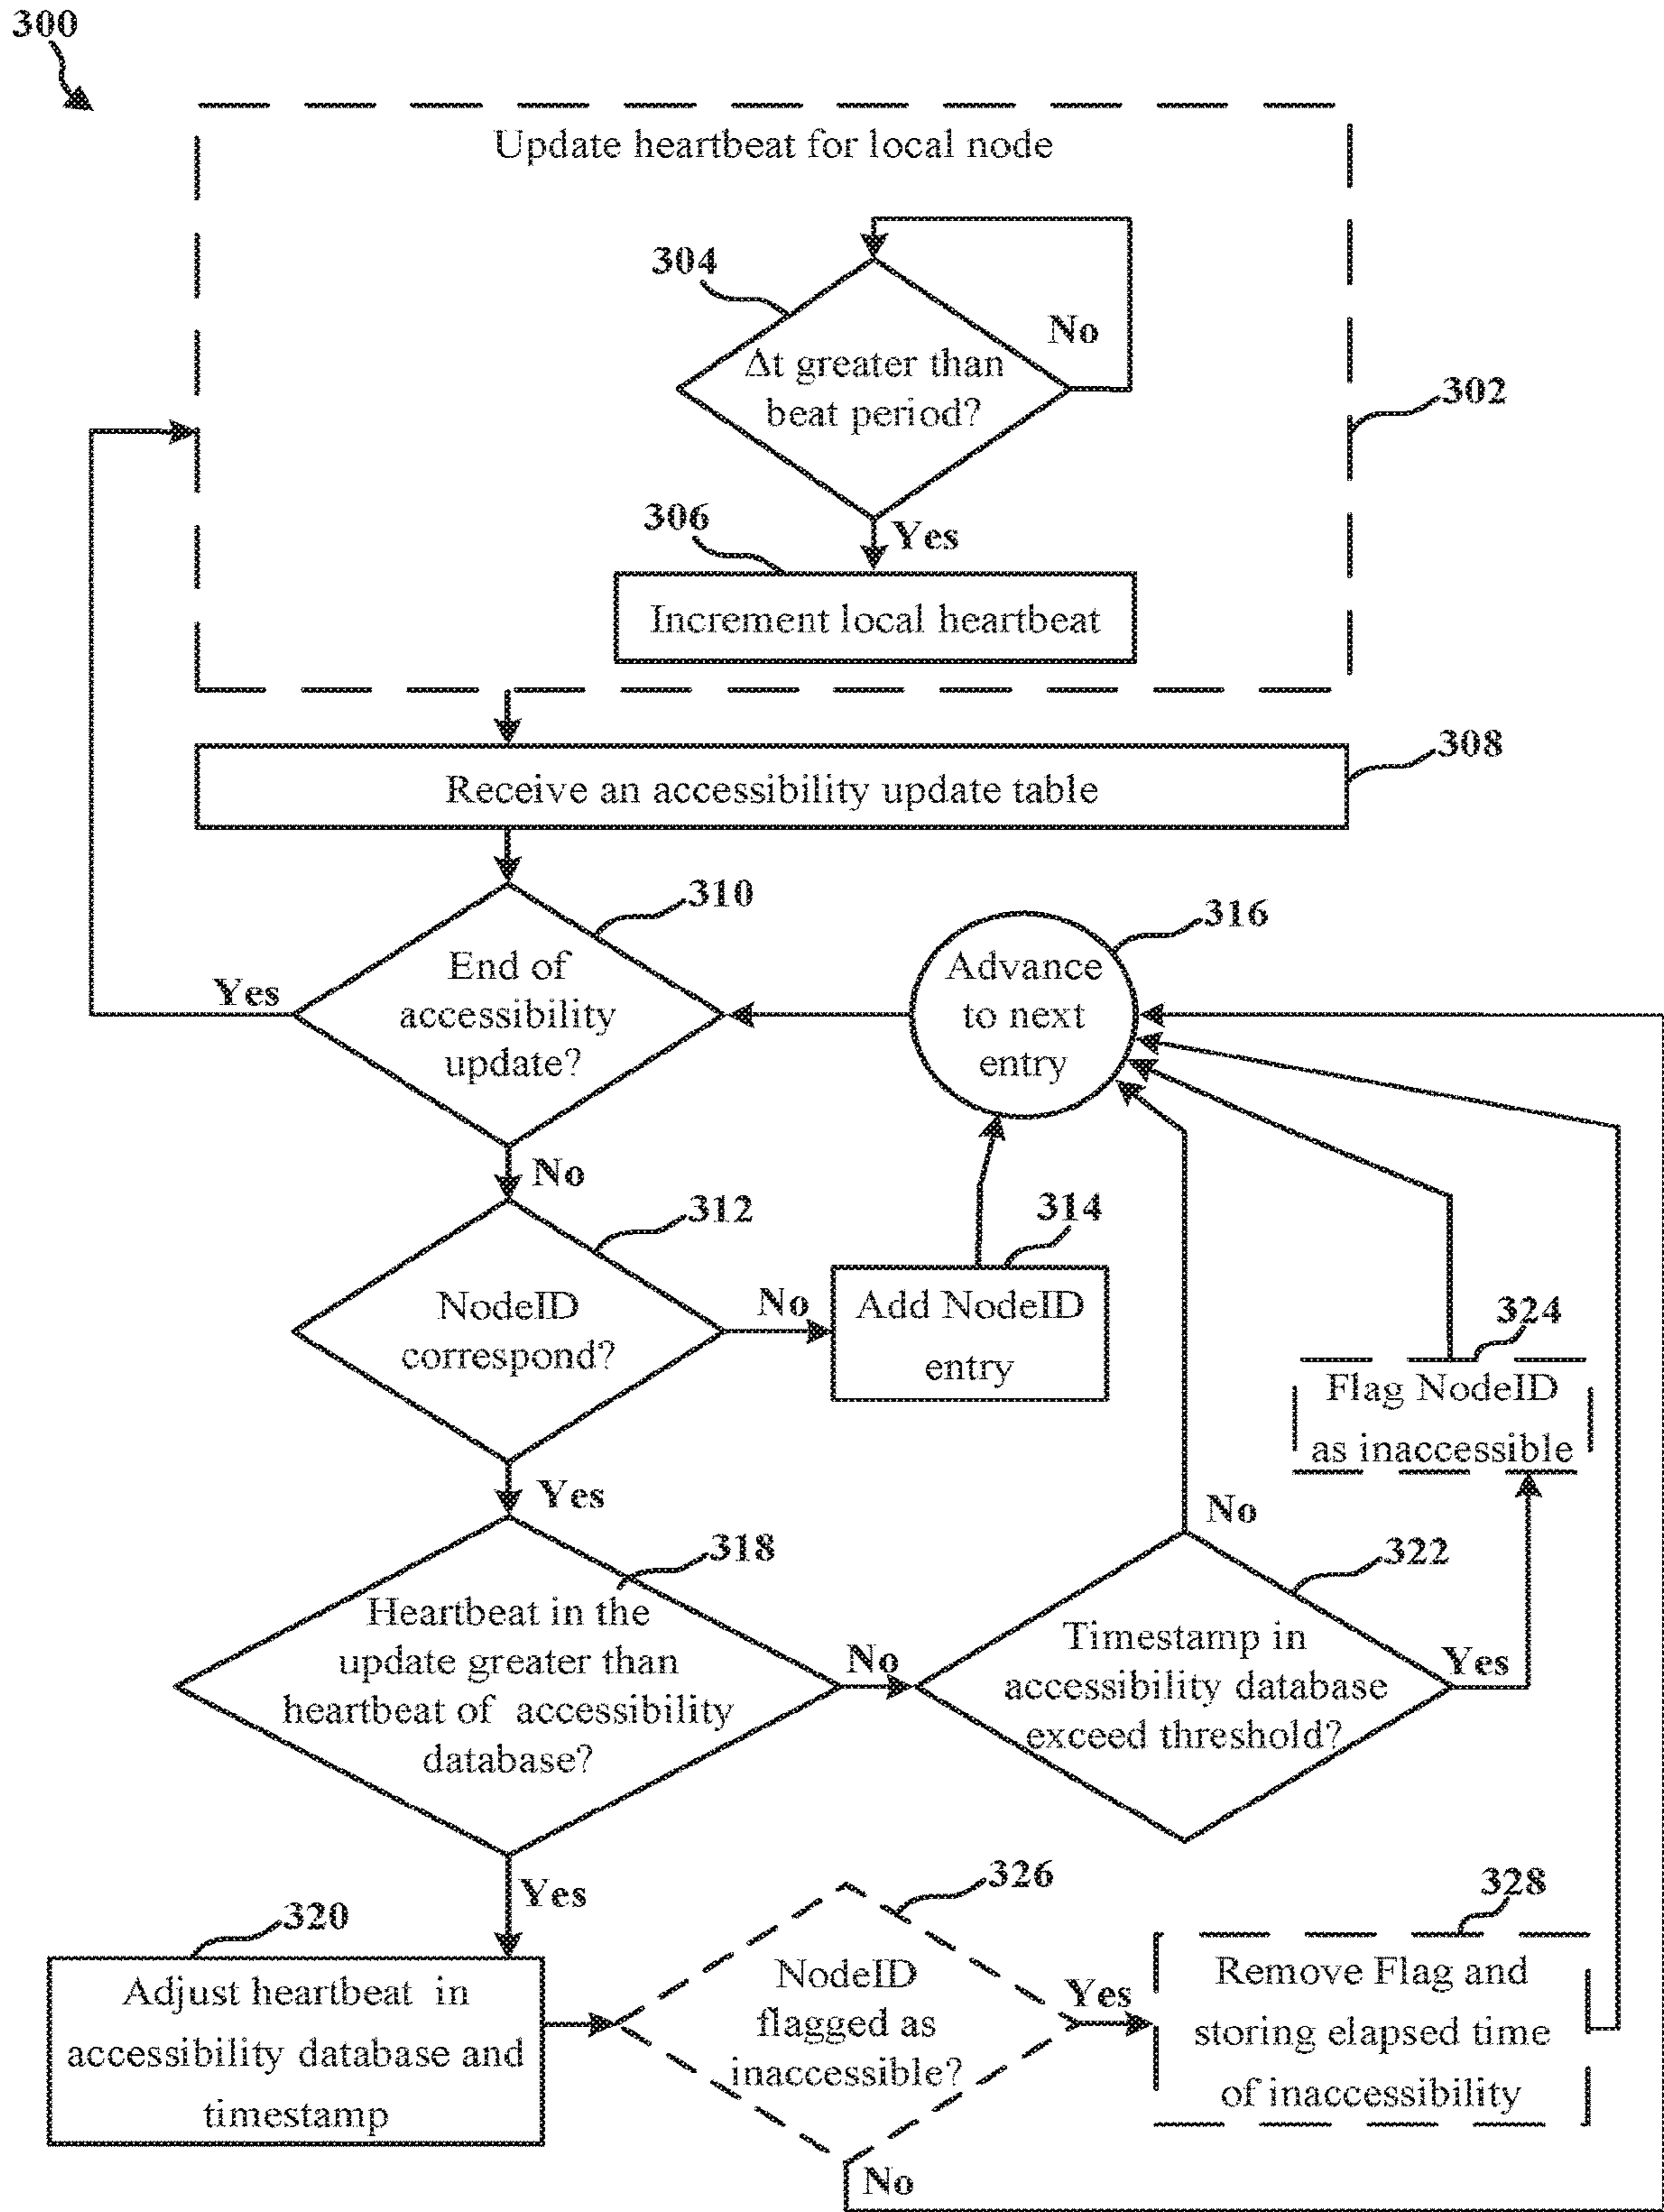 300
Update heartbeat for local node
304
No
Δt greater than
beat period?
302
306
Yes
Increment local heartbeat
308
Receive an accessibility update table
310
316
End of
accessibility
update?
Yes
Advance
to next
entry
No
312
314
NodeID
correspond?
No
Add NodeID
entry
324
Flag NodeID
as inaccessible
Yes
No
318
322
Heartbeat in the
update greater than
heartbeat of accessibility
database?
No
Timestamp in
accessibility database
exceed threshold?
Yes
Yes
320
326
328
Adjust heartbeat in
accessibility database and
timestamp
NodeID
flagged as
inaccessible?
Yes
Remove Flag and
storing elapsed time
of inaccessibility
No